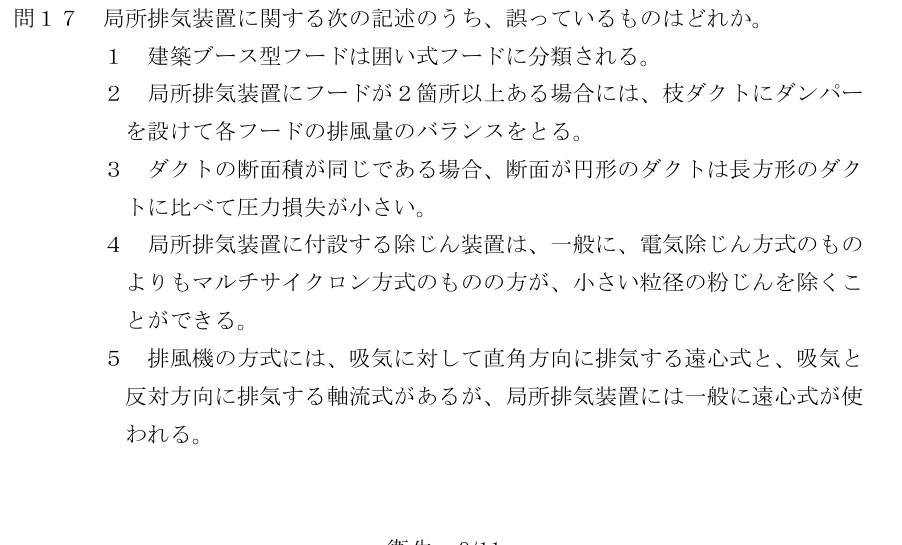 問１７　局所排気装置に関する次の記述のうち、誤っているものはどれか。
１　建築ブース型フードは囲い式フードに分類される。
２　局所排気装置にフードが２箇所以上ある場合には、枝ダクトにダンパー
を設けて各フードの排風量のバランスをとる。
３　ダクトの断面積が同じである場合、断面が円形のダクトは長方形のダク
トに比べて圧力損失が小さい。
４　局所排気装置に付設する除じん装置は、一般に、電気除じん方式のもの
よりもマルチサイクロン方式のものの方が、小さい粒径の粉じんを除くこ
とができる。
５　排風機の方式には、吸気に対して直角方向に排気する遠心式と、吸気と
反対方向に排気する軸流式があるが、局所排気装置には一般に遠心式が使
われる。